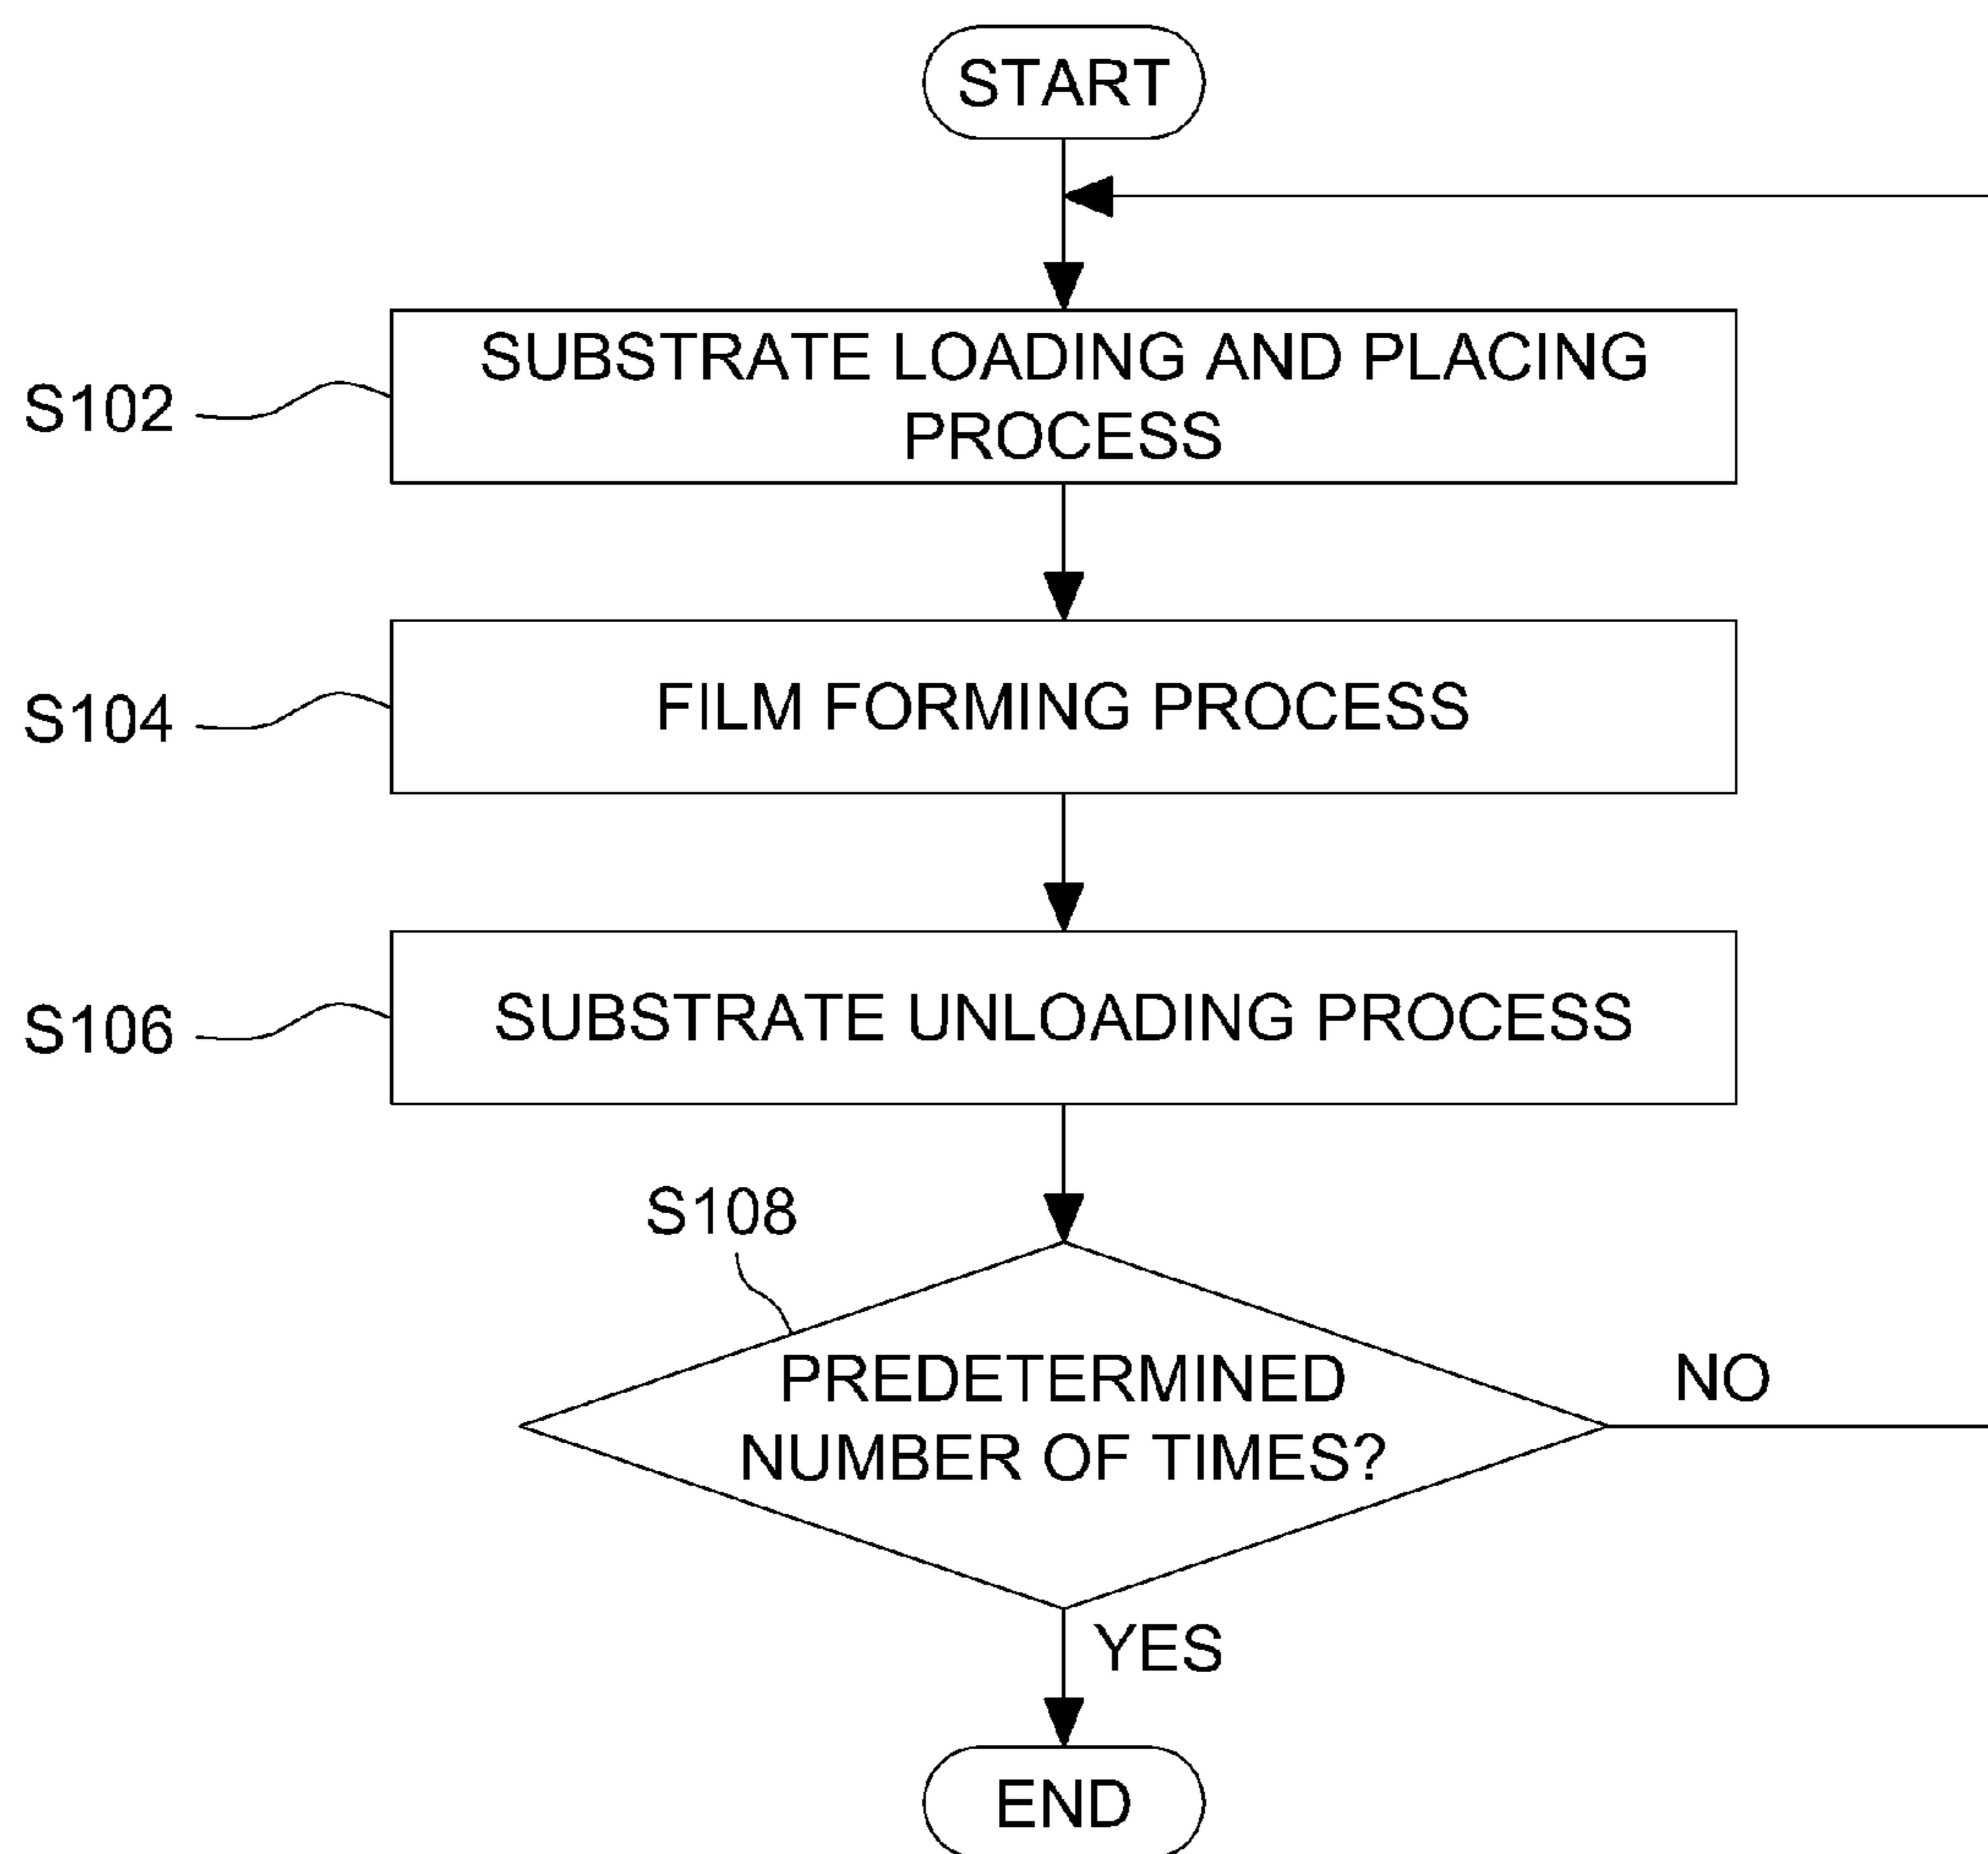 START
S102
SUBSTRATE LOADING AND PLACING
PROCESS
S104
FILM FORMING PROCESS
S106
SUBSTRATE UNLOADING PROCESS
S108
PREDETERMINED
NUMBER OF TIMES?
NO
YES
END